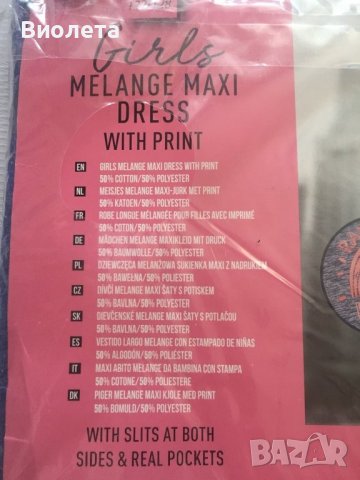 Виолета
Girls
MELANGE MAXI
DRESS
WITH PRINT
EN GIRLS MELANGE MAXI DRESS WITH PRINT
50% COTTON/50% POLYESTER
NL MEISJES MELANGE MAXI-JURK MET PRINT
50% KATOEN/50% POLYESTER
FR ROBE LONGUE MÉLANGÉE POUR FILLES AVEC IMPRIMÉ
50% COTON/50% POLYESTER
DE MÄDCHEN MELANGE MAXIKLEID MIT DRUCK
50% BAUMWOLLE/50% POLYESTER
PL DZIEWCZĘCA MELANŻOWA SUKIENKA MAXI Z NADRUKIEM
50% BAWEŁNA/50% POLIESTER
CZ DÍVČÍ MELANGE MAXI ŠATY S POTISKEM
50% BAVLNA/50% POLYESTER
SK DIEVČENSKÉ MELANGE MAXI ŠATY S POTLAČOU
50% BAVLNA/50% POLYESTER
ES VESTIDO LARGO MELANGE CON ESTAMPADO DE NIÑAS
50% ALGODÓN/50% POLIÉSTER
IT MAXI ABITO MELANGE DA BAMBINA CON STAMPA
50% COTONE/50% POLIESTERE
DK PIGER MELANGE MAXI KJOLE MED PRINT
50% BOMULD/50% POLYESTER
WITH SLITS AT BOTH
SIDES & REAL POCKETS
BAZAR